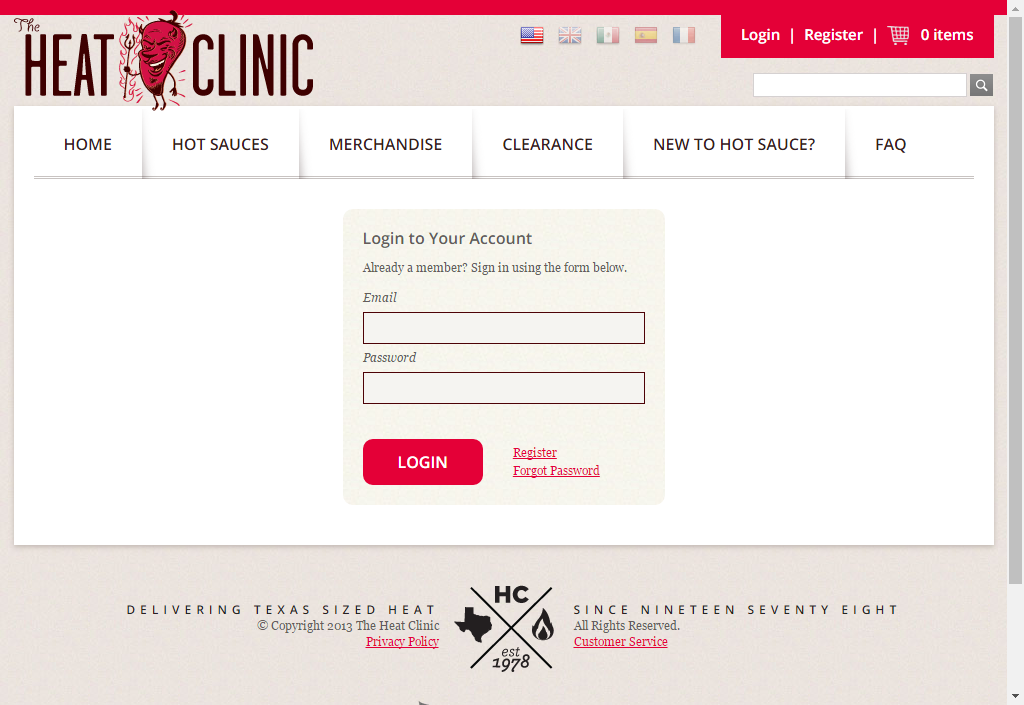 The
HEAT CLINIC
Login | Register | 0 items
HOME HOT SAUCES MERCHANDISE CLEARANCE NEW TO HOT SAUCE? FAQ
Login to Your Account
Already a member? Sign in using the form below.
Email
Password
LOGIN
Register
Forgot Password
HC
DELIVERING TEXAS SIZED HEAT
SINCE NINETEEN SEVENTY EIGHT
© Copyright 2013 The Heat Clinic
All Rights Reserved.
Privacy Policy
Customer Service
est
1978